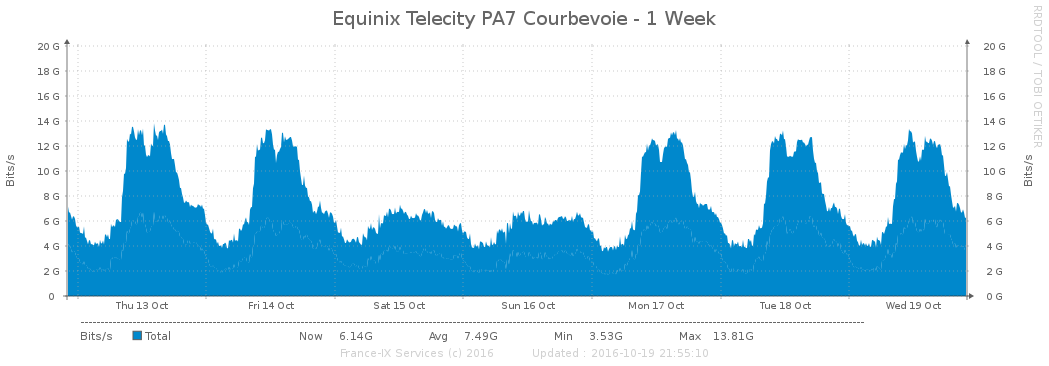 Equinix Telecity PA7 Courbevoie - 1 Week
RRDTOOL / TOBI OETIKER
20 G 20 G
18 G 18 G
16 G 16 G
14 G 14 G
12 G 12 G
10 G 10 G
8 G 8 G
6 G 6 G
4 G 4 G
2 G 2 G
0 0 G
Bits/s
Bits/s
Thu 13 Oct Fri 14 Oct Sat 15 Oct Sun 16 Oct Mon 17 Oct Tue 18 Oct Wed 19 Oct
Bits/s Total Now 6.14G Avg 7.49G Min 3.53G Max 13.81G
France-IX Services (c) 2016 Updated : 2016-10-19 21:55:10